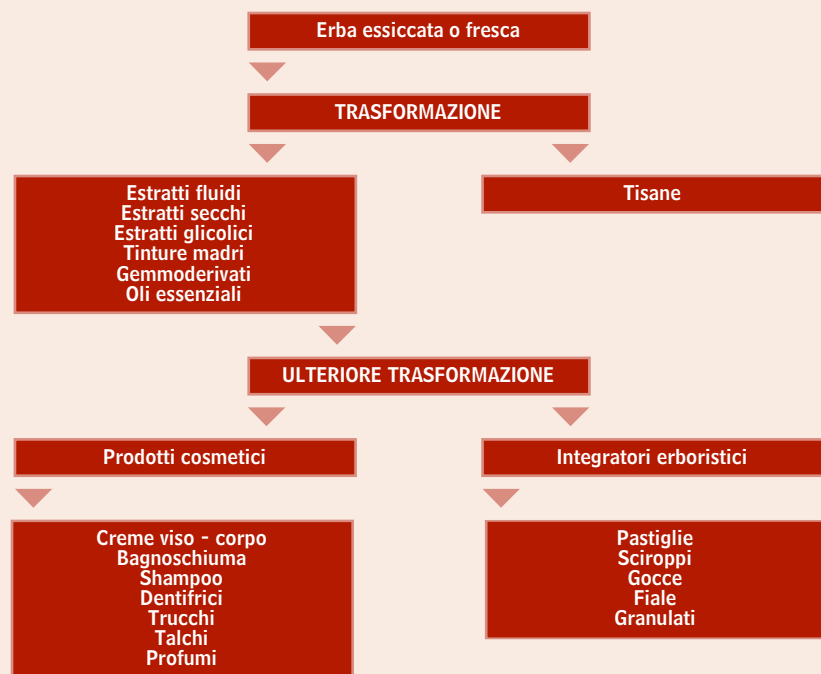 Erba essiccata o fresca
TRASFORMAZIONE
Estratti fluidi
Estratti secchi
Estratti glicolici
Tinture madri
Gemmoderivati
Oli essenziali
Tisane
ULTERIORE TRASFORMAZIONE
Prodotti cosmetici
Integratori erboristici
Creme viso - corpo
Bagnoschiuma
Shampoo
Dentifrici
Trucchi
Talchi
Profumi
Pastiglie
Sciroppi
Gocce
Fiale
Granulati